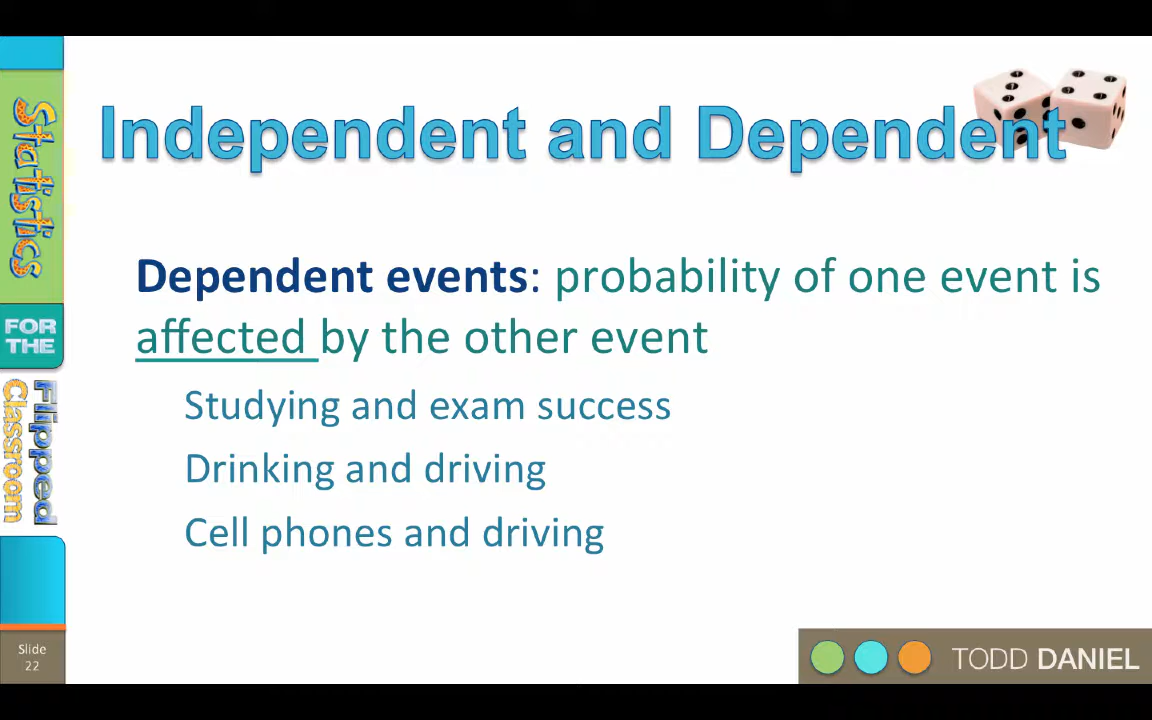 Independent and Dependent
Dependent events: probability of one event is
affected by the other event
Studying and exam success
Drinking and driving
Cell phones and driving
Statistics
FOR
THE
Flipped
Classroom
Slide
22
TODD DANIEL